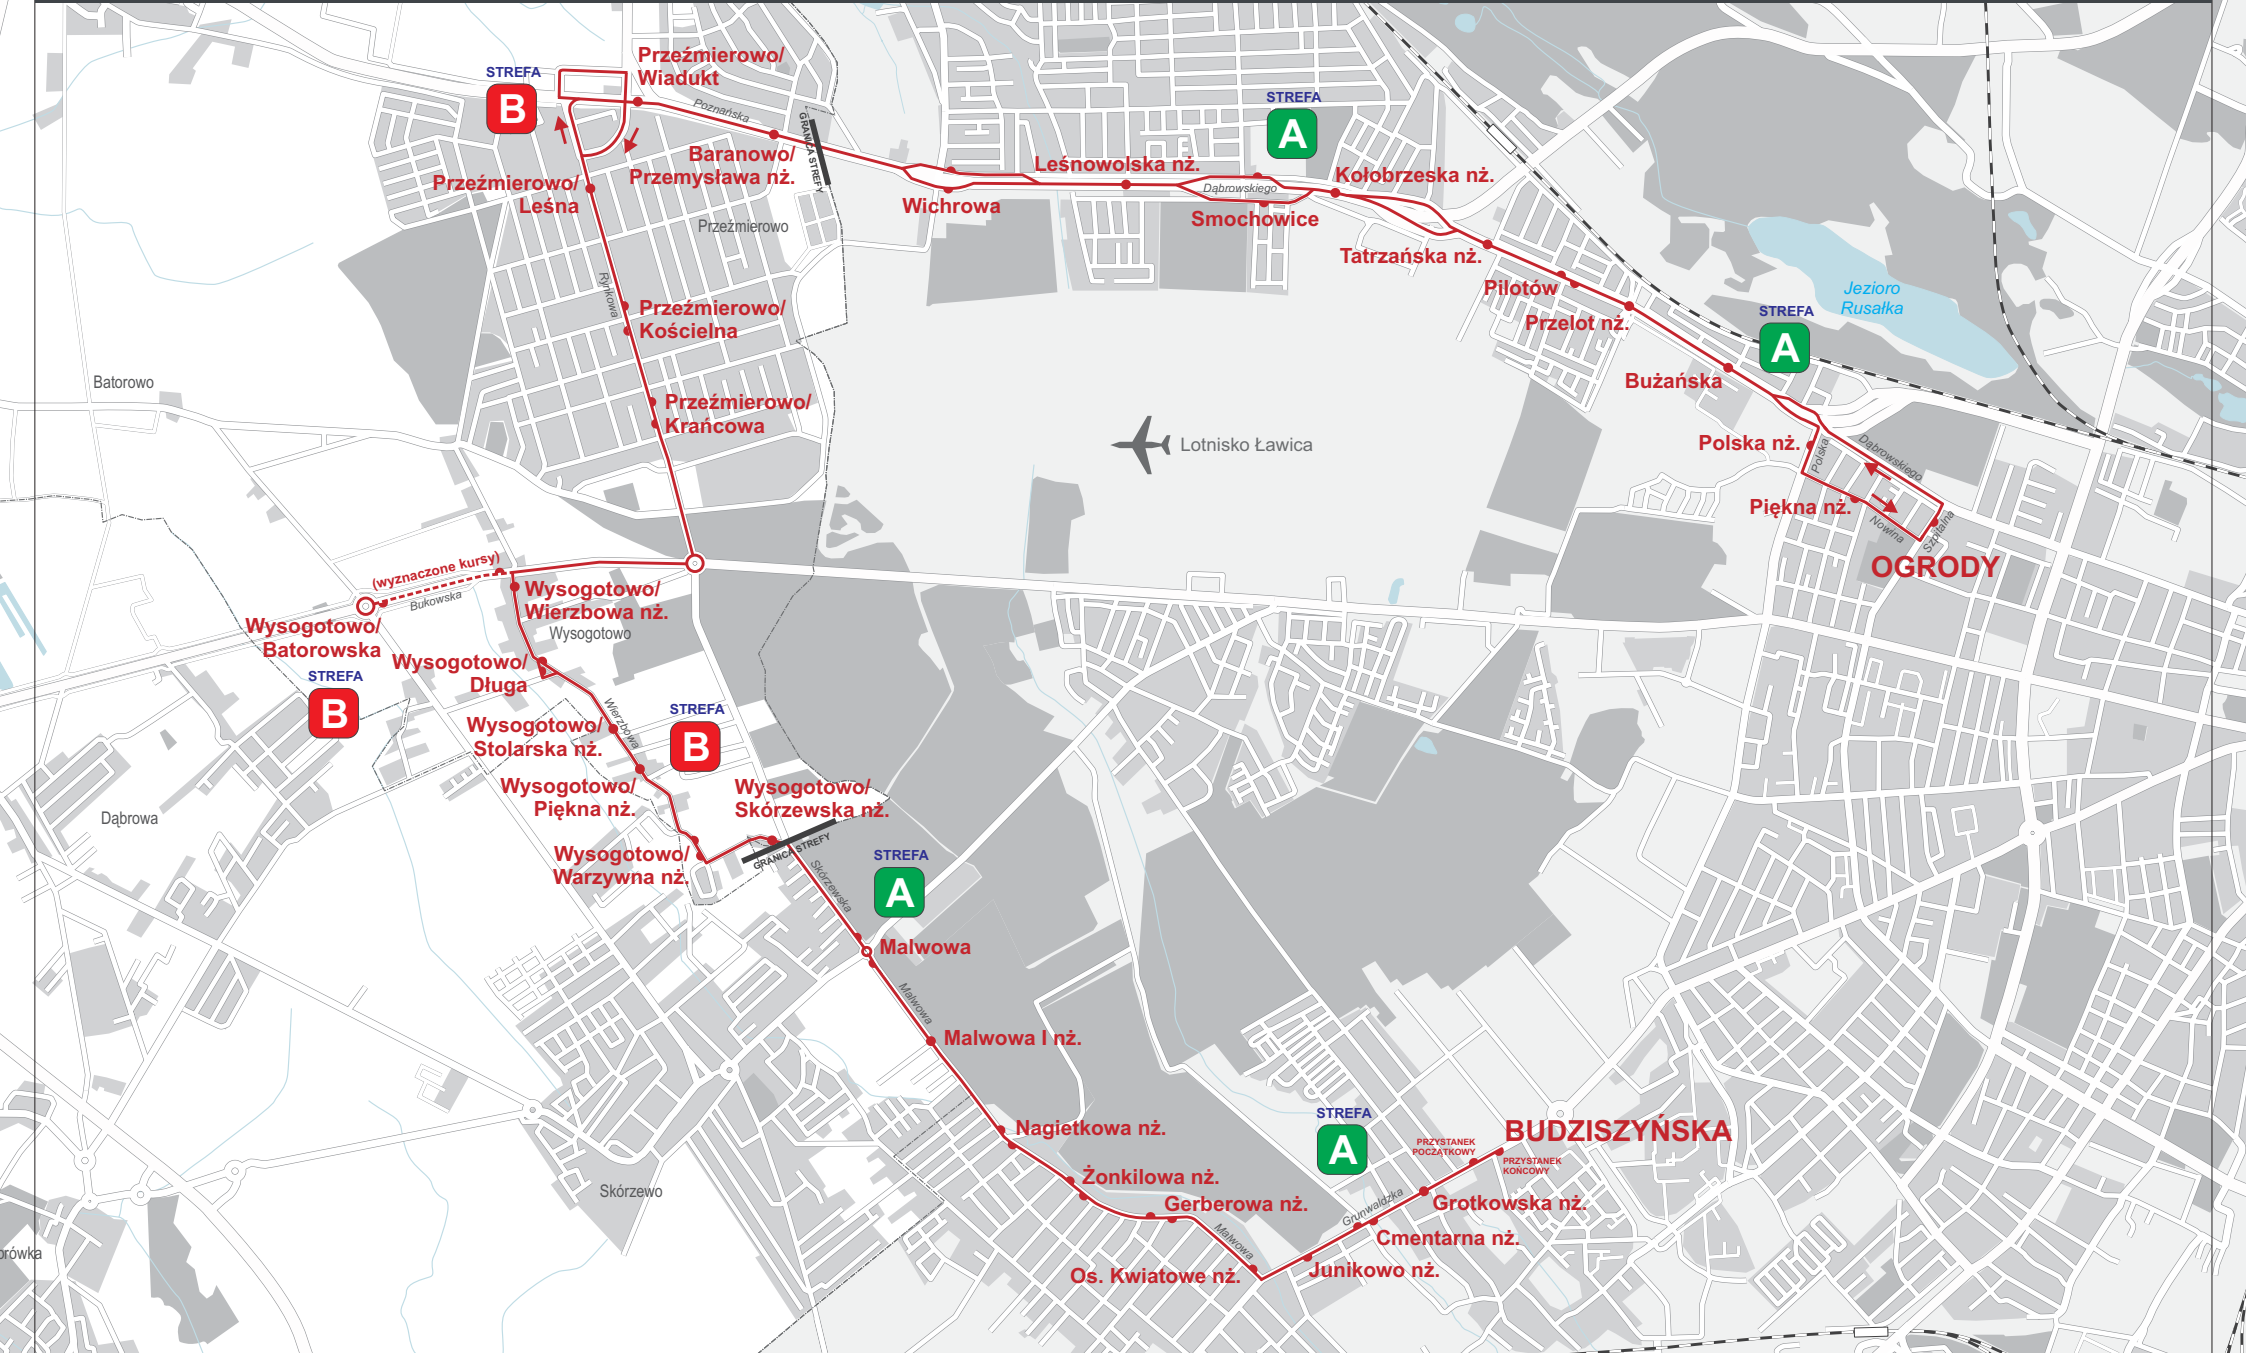 STREFA
B
Przeźmierowo/
Wiadukt
Poznańska
GRANICA STREFY
Baranowo/
Przemysława nż.
Przeźmierowo/
Leśna
Przeźmierowo
Rynkowa
Przeźmierowo/
Kościelna
Przeźmierowo/
Krańcowa
Batorowo
Wichrowa
Leśnowolska nż.
STREFA
A
Dąbrowskiego
Smochowice
Kołobrzeska nż.
Tatrzańska nż.
Pilotów
Przelot nż.
Jezioro
Rusałka
STREFA
A
Bużańska
Polska nż.
Polska
Dąbrowskiego
Piękna nż.
Nowina
Szpitalna
OGRODY
Lotnisko Ławica
(wyznaczone kursy)
Bukowska
Wysogotowo/
Batorowska
STREFA
B
Wysogotowo/
Wierzbowa nż.
Wysogotowo
Wysogotowo/
Długa
Wierzbowa
Wysogotowo/
Stolarska nż.
STREFA
B
Wysogotowo/
Piękna nż.
Wysogotowo/
Skórzewska nż.
GRANICA STREFY
Wysogotowo/
Warzywna nż.
Dąbrowa
Skórzewska
STREFA
A
Malwowa
Malwowa
Malwowa I nż.
Nagietkowa nż.
Żonkilowa nż.
Gerberowa nż.
Malwowa
Os. Kwiatowe nż.
Junikowo nż.
Cmentarna nż.
Grunwaldzka
Grotkowska nż.
STREFA
A
PRZYSTANEK
POCZĄTKOWY
BUDZISZYŃSKA
PRZYSTANEK
KOŃCOWY
Skórzewo
rówka